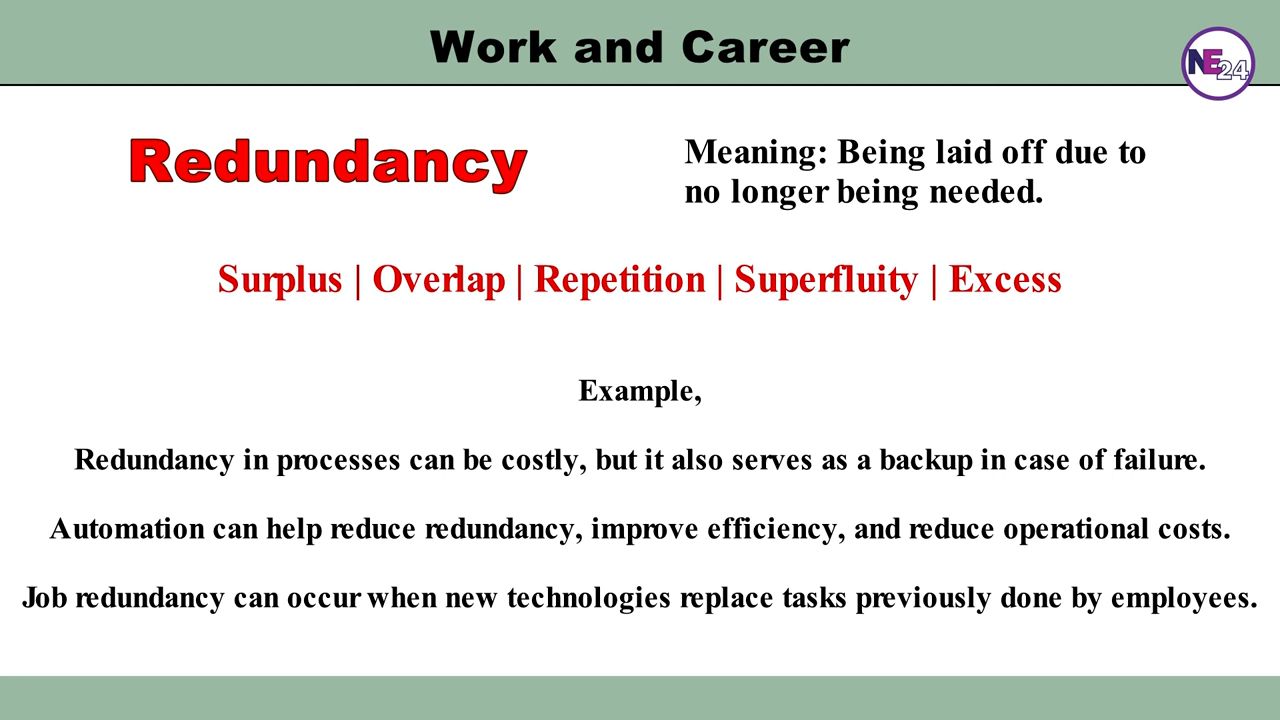 Work and Career
NE24
Redundancy
Meaning: Being laid off due to
no longer being needed.
Surplus | Overlap | Repetition | Superfluity | Excess
Example,
Redundancy in processes can be costly, but it also serves as a backup in case of failure.
Automation can help reduce redundancy, improve efficiency, and reduce operational costs.
Job redundancy can occur when new technologies replace tasks previously done by employees.